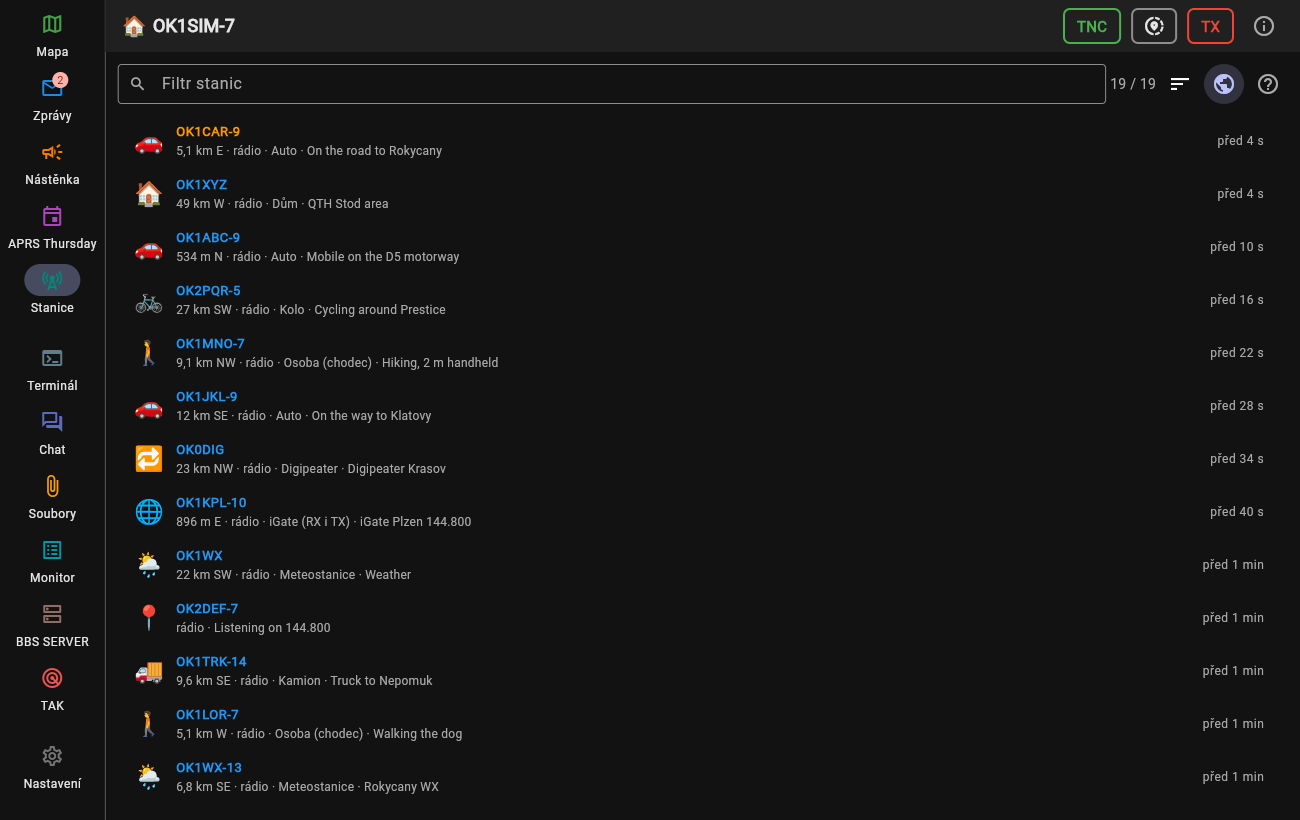 Mapa
2
Zprávy
Nástěnka
APRS Thursday
Stanice
Terminál
Chat
Soubory
Monitor
BBS SERVER
TAK
Nastavení
OK1SIM-7
TNC
TX
Filtr stanic
19 / 19
OK1CAR-9
5,1 km E · rádio · Auto · On the road to Rokycany
před 4 s
OK1XYZ
49 km W · rádio · Dům · QTH Stod area
před 4 s
OK1ABC-9
534 m N · rádio · Auto · Mobile on the D5 motorway
před 10 s
OK2PQR-5
27 km SW · rádio · Kolo · Cycling around Prestice
před 16 s
OK1MNO-7
9,1 km NW · rádio · Osoba (chodec) · Hiking, 2 m handheld
před 22 s
OK1JKL-9
12 km SE · rádio · Auto · On the way to Klatovy
před 28 s
OK0DIG
23 km NW · rádio · Digipeater · Digipeater Krasov
před 34 s
OK1KPL-10
896 m E · rádio · iGate (RX i TX) · iGate Plzen 144.800
před 40 s
OK1WX
22 km SW · rádio · Meteostanice · Weather
před 1 min
OK2DEF-7
rádio · Listening on 144.800
před 1 min
OK1TRK-14
9,6 km SE · rádio · Kamion · Truck to Nepomuk
před 1 min
OK1LOR-7
5,1 km W · rádio · Osoba (chodec) · Walking the dog
před 1 min
OK1WX-13
6,8 km SE · rádio · Meteostanice · Rokycany WX
před 1 min